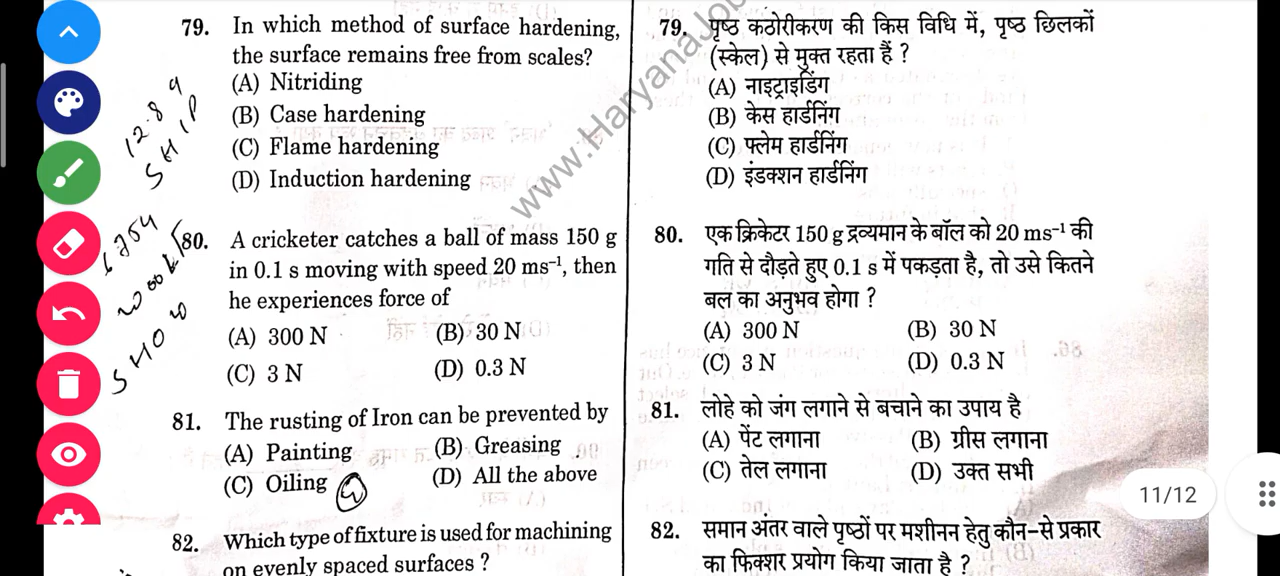 79. In which method of surface hardening,
the surface remains free from scales?
(A) Nitriding
(B) Case hardening
(C) Flame hardening
(D) Induction hardening
80. A cricketer catches a ball of mass 150 g
in 0.1 s moving with speed 20 ms⁻¹, then
he experiences force of
(A) 300 N (B) 30 N
(C) 3 N (D) 0.3 N
81. The rusting of Iron can be prevented by
(A) Painting (B) Greasing
(C) Oiling (D) All the above
82. Which type of fixture is used for machining
on evenly spaced surfaces ?
79. पृष्ठ कठोरीकरण की किस विधि में, पृष्ठ छिलकों
(स्केल) से मुक्त रहता हैं ?
(A) नाइट्राइडिंग
(B) केस हार्डनिंग
(C) फ्लेम हार्डनिंग
(D) इंडक्शन हार्डनिंग
80. एक क्रिकेटर 150 g द्रव्यमान के बॉल को 20 ms⁻¹ की
गति से दौड़ते हुए 0.1 s में पकड़ता है, तो उसे कितने
बल का अनुभव होगा ?
(A) 300 N (B) 30 N
(C) 3 N (D) 0.3 N
81. लोहे को जंग लगाने से बचाने का उपाय है
(A) पेंट लगाना (B) ग्रीस लगाना
(C) तेल लगाना (D) उक्त सभी
82. समान अंतर वाले पृष्ठों पर मशीनन हेतु कौन-से प्रकार
का फिक्शर प्रयोग किया जाता है ?
www.HaryanaJo
12.89
SHIP
11/12